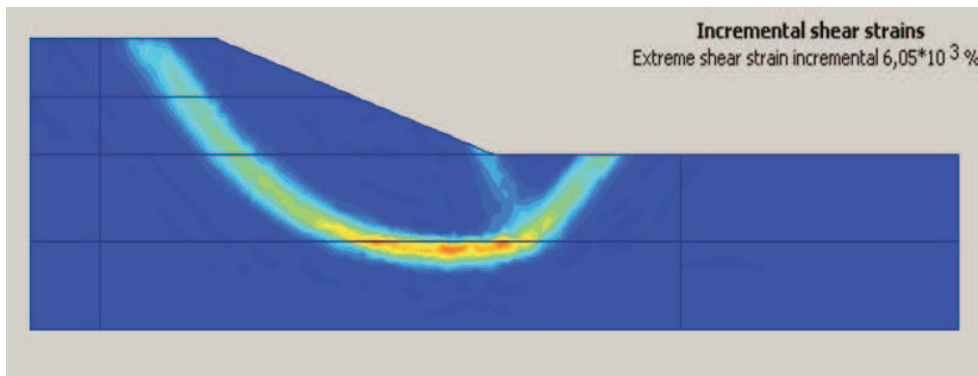 Incremental shear strains
Extreme shear strain incremental 6,05*10 3 %